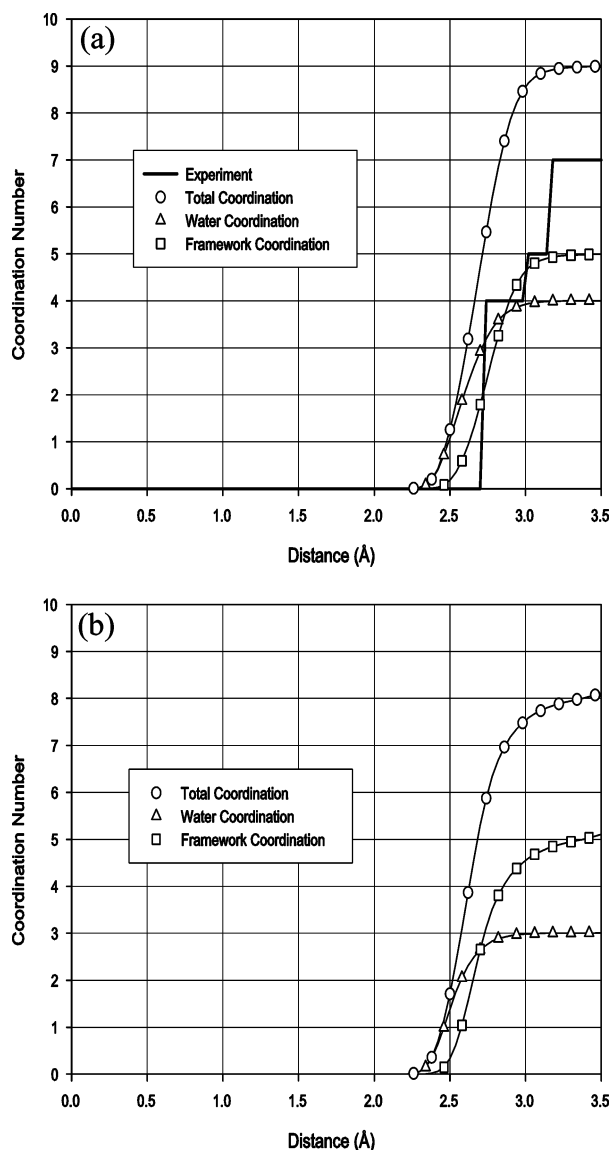 (a)
10
9
8
7
6
5
4
3
2
1
0
Coordination Number
Experiment
Total Coordination
Water Coordination
Framework Coordination
0.0 0.5 1.0 1.5 2.0 2.5 3.0 3.5
Distance (Å)
(b)
10
9
8
7
6
5
4
3
2
1
0
Coordination Number
Total Coordination
Water Coordination
Framework Coordination
0.0 0.5 1.0 1.5 2.0 2.5 3.0 3.5
Distance (Å)